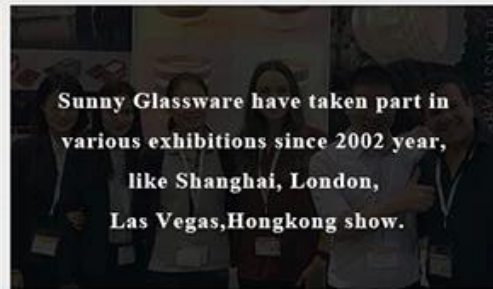 Sunny Glassware have taken part in
various exhibitions since 2002 year,
like Shanghai, London,
Las Vegas,Hongkong show.